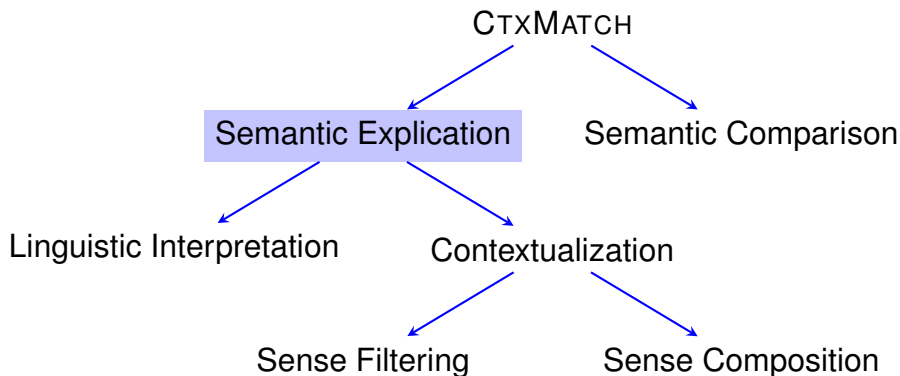 CTXMATCH
Semantic Explication
Semantic Comparison
Linguistic Interpretation
Contextualization
Sense Filtering
Sense Composition